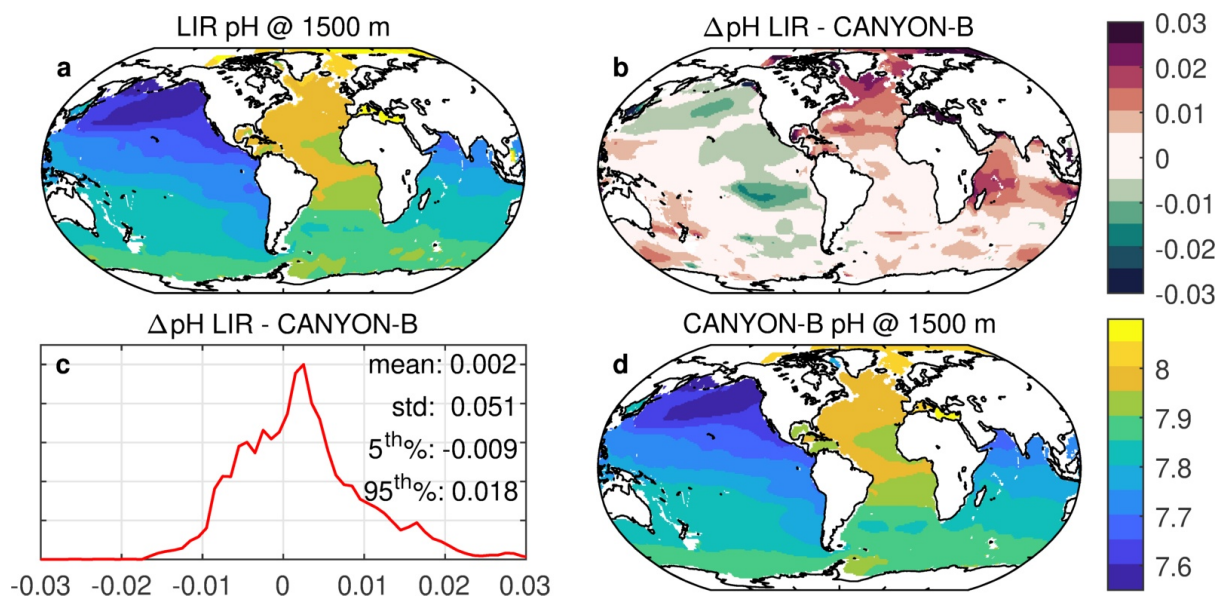 LIR pH @ 1500 m
a
ΔpH LIR - CANYON-B
b
0.03
0.02
0.01
0
-0.01
-0.02
-0.03
ΔpH LIR - CANYON-B
c
mean: 0.002
std: 0.051
5th%: -0.009
95th%: 0.018
-0.03 -0.02 -0.01 0 0.01 0.02 0.03
CANYON-B pH @ 1500 m
d
8
7.9
7.8
7.7
7.6